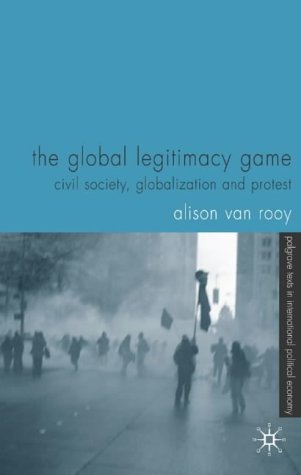 the global legitimacy game
civil society, globalization and protest
alison van rooy
palgrave texts in international political economy